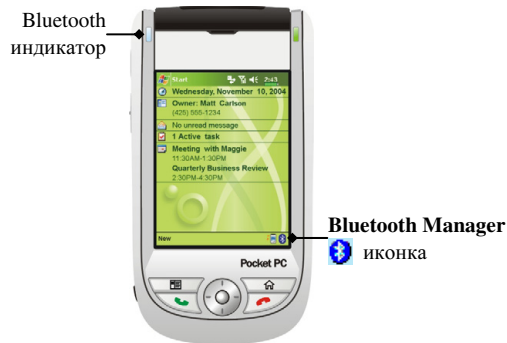 Bluetooth
индикатор
Start 2:43
Wednesday, November 10, 2004
Owner: Matt Carlson
(425) 555-1234
No unread message
1 Active task
Meeting with Maggie
11:30AM-1:30PM
Quarterly Business Review
2:30PM-4:30PM
New
Bluetooth Manager
иконка
Pocket PC